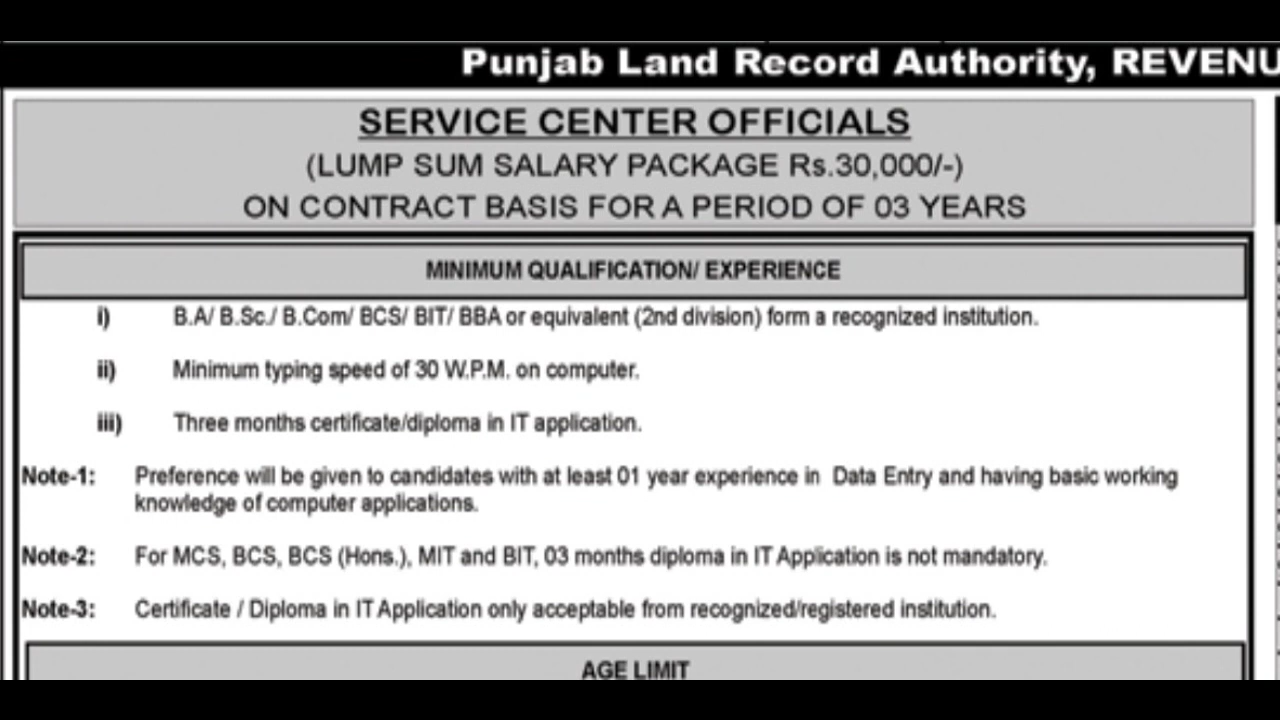 Punjab Land Record Authority, REVENU
SERVICE CENTER OFFICIALS
(LUMP SUM SALARY PACKAGE Rs.30,000/-)
ON CONTRACT BASIS FOR A PERIOD OF 03 YEARS
MINIMUM QUALIFICATION/ EXPERIENCE
i) B.A/ B.Sc./ B.Com/ BCS/ BIT/ BBA or equivalent (2nd division) form a recognized institution.
ii) Minimum typing speed of 30 W.P.M. on computer.
iii) Three months certificate/diploma in IT application.
Note-1: Preference will be given to candidates with at least 01 year experience in Data Entry and having basic working
knowledge of computer applications.
Note-2: For MCS, BCS, BCS (Hons.), MIT and BIT, 03 months diploma in IT Application is not mandatory.
Note-3: Certificate / Diploma in IT Application only acceptable from recognized/registered institution.
AGE LIMIT